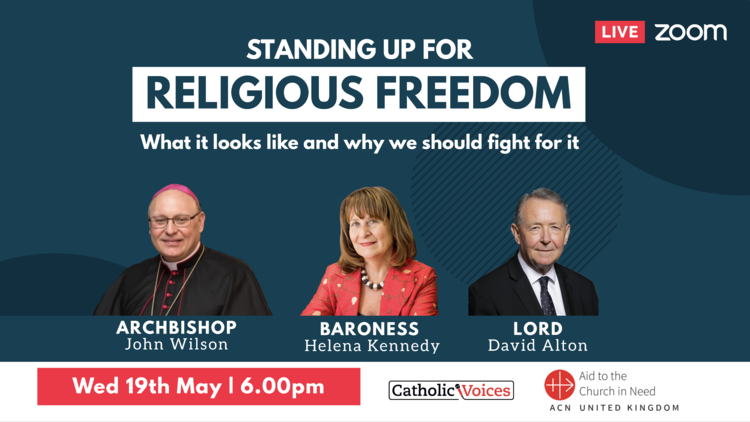 LIVE zoom
STANDING UP FOR
RELIGIOUS FREEDOM
What it looks like and why we should fight for it
ARCHBISHOP
John Wilson
BARONESS
Helena Kennedy
LORD
David Alton
Wed 19th May | 6.00pm
Catholic Voices
Aid to the
Church in Need
ACN UNITED KINGDOM